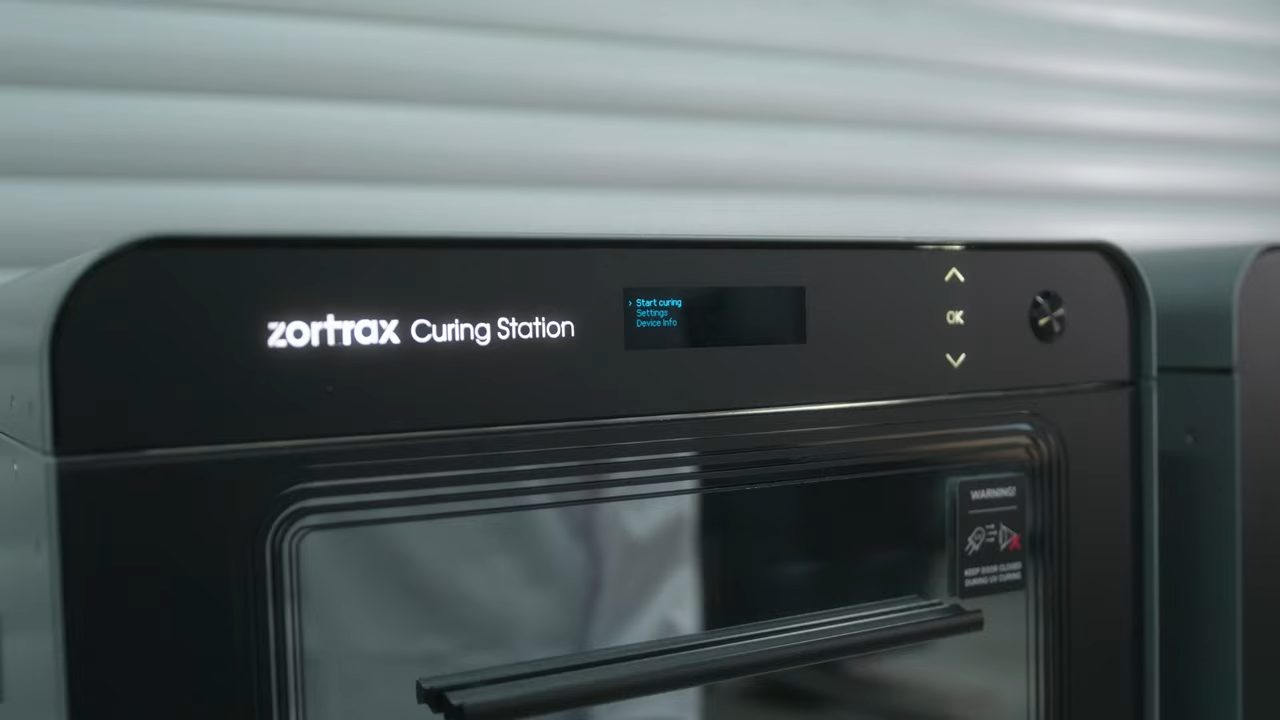 zortrax Curing Station
› Start curing
Settings
Device Info
OK
WARNING!
KEEP DOOR CLOSED
DURING UV CURING